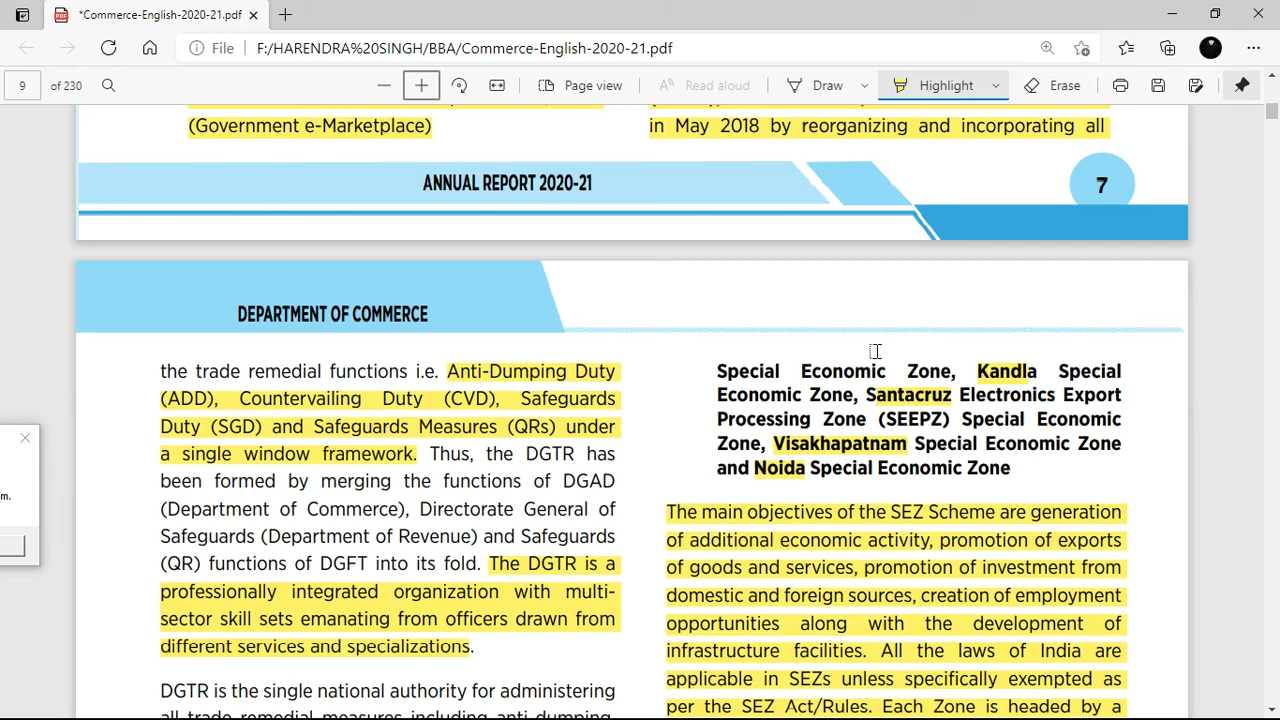 *Commerce-English-2020-21.pdf
File
F:/HARENDRA%20SINGH/BBA/Commerce-English-2020-21.pdf
9 of 230
Page view
Read aloud
Draw
Highlight
Erase
(Government e-Marketplace)
in May 2018 by reorganizing and incorporating all
ANNUAL REPORT 2020-21
7
DEPARTMENT OF COMMERCE
the trade remedial functions i.e. Anti-Dumping Duty
(ADD), Countervailing Duty (CVD), Safeguards
Duty (SGD) and Safeguards Measures (QRs) under
a single window framework. Thus, the DGTR has
been formed by merging the functions of DGAD
(Department of Commerce), Directorate General of
Safeguards (Department of Revenue) and Safeguards
(QR) functions of DGFT into its fold. The DGTR is a
professionally integrated organization with multi-
sector skill sets emanating from officers drawn from
different services and specializations.
DGTR is the single national authority for administering
all trade remedial measures including anti-dumping,
Special Economic Zone, Kandla Special
Economic Zone, Santacruz Electronics Export
Processing Zone (SEEPZ) Special Economic
Zone, Visakhapatnam Special Economic Zone
and Noida Special Economic Zone
The main objectives of the SEZ Scheme are generation
of additional economic activity, promotion of exports
of goods and services, promotion of investment from
domestic and foreign sources, creation of employment
opportunities along with the development of
infrastructure facilities. All the laws of India are
applicable in SEZs unless specifically exempted as
per the SEZ Act/Rules. Each Zone is headed by a
m.